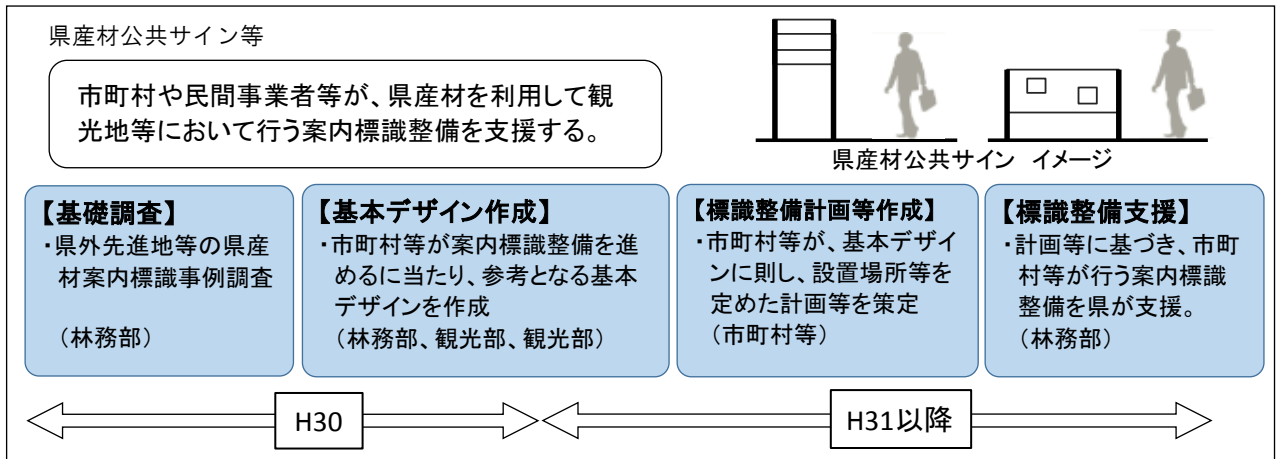 県産材公共サイン等
市町村や民間事業者等が、県産材を利用して観
光地等において行う案内標識整備を支援する。
県産材公共サイン イメージ
【基礎調査】
・県外先進地等の県産
材案内標識事例調査
（林務部）
【基本デザイン作成】
・市町村等が案内標識整備を進
めるに当たり、参考となる基本
デザインを作成
（林務部、観光部、観光部）
【標識整備計画等作成】
・市町村等が、基本デザイ
ンに則し、設置場所等を
定めた計画等を策定
（市町村等）
【標識整備支援】
・計画等に基づき、市町
村等が行う案内標識
整備を県が支援。
（林務部）
H30
H31以降